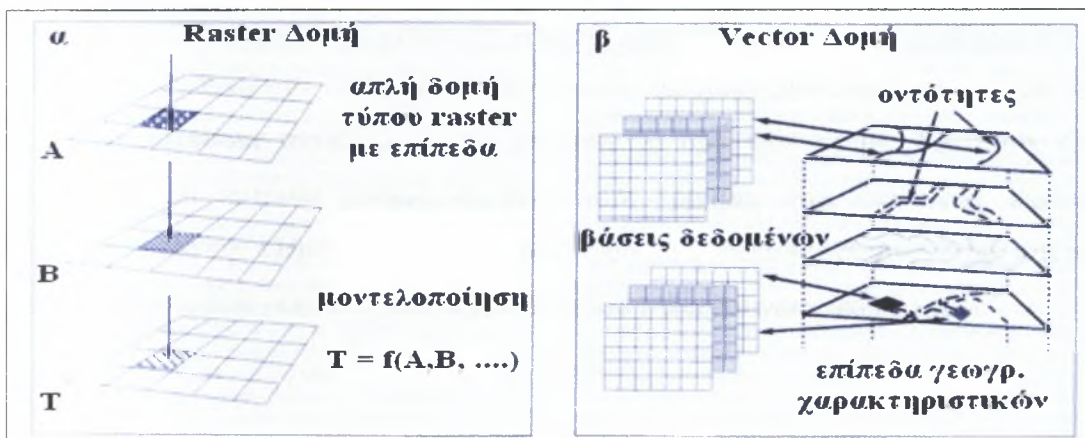 α Raster Δομή
απλή δομή
τύπου raster
με επίπεδα
A
B
μοντελοποίηση
T = f(A,B, ....)
T
β Vector Δομή
οντότητες
βάσεις δεδομένων
επίπεδα γεωγρ.
χαρακτηριστικών